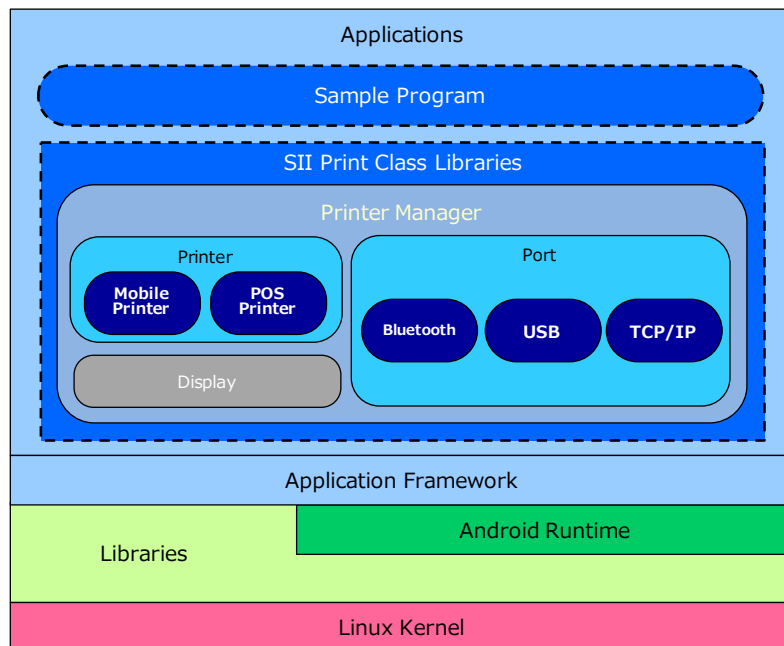 Applications
Sample Program
SII Print Class Libraries
Printer Manager
Printer
Mobile
Printer
POS
Printer
Display
Port
Bluetooth
USB
TCP/IP
Application Framework
Android Runtime
Libraries
Linux Kernel